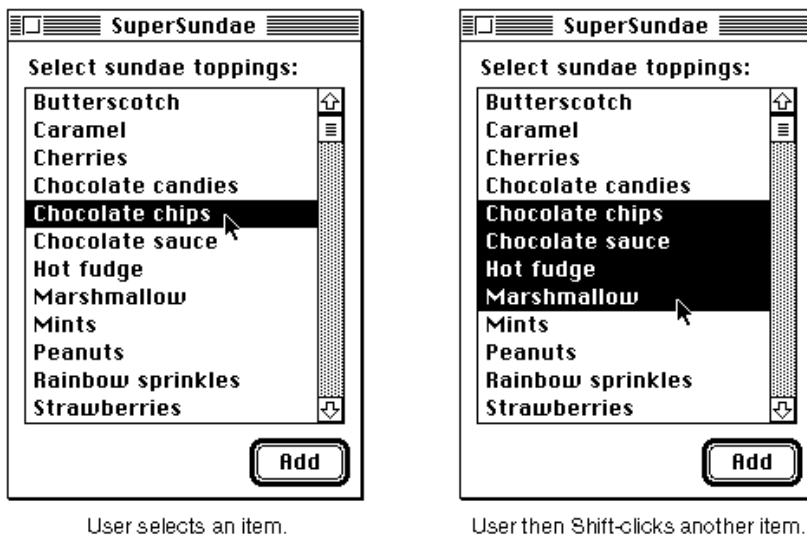 SuperSundae
Select sundae toppings:
Butterscotch
Caramel
Cherries
Chocolate candies
Chocolate chips
Chocolate sauce
Hot fudge
Marshmallow
Mints
Peanuts
Rainbow sprinkles
Strawberries
Add
User selects an item.
SuperSundae
Select sundae toppings:
Butterscotch
Caramel
Cherries
Chocolate candies
Chocolate chips
Chocolate sauce
Hot fudge
Marshmallow
Mints
Peanuts
Rainbow sprinkles
Strawberries
Add
User then Shift-clicks another item.